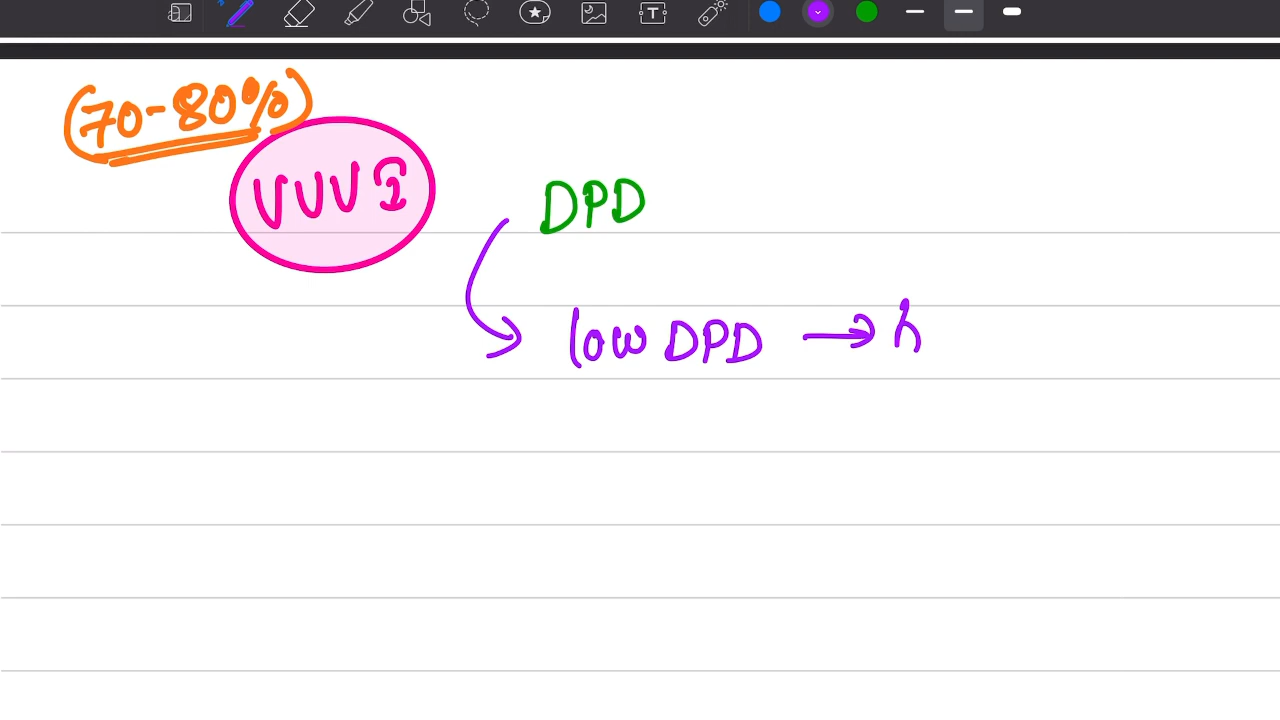 (70-80%)
VVVI
DPD
low DPD → h